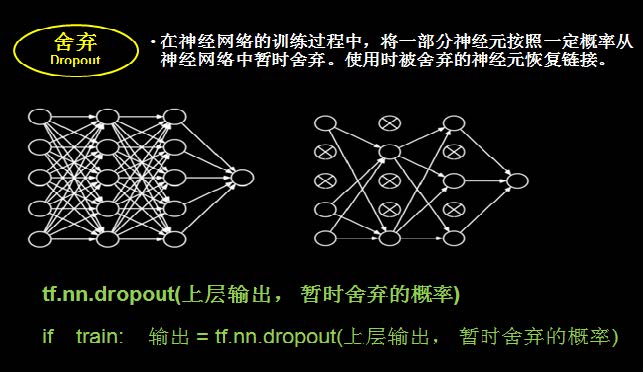 舍弃
Dropout
•在神经网络的训练过程中，将一部分神经元按照一定概率从
神经网络中暂时舍弃。使用时被舍弃的神经元恢复链接。
tf.nn.dropout(上层输出， 暂时舍弃的概率)
if train: 输出 = tf.nn.dropout(上层输出， 暂时舍弃的概率)